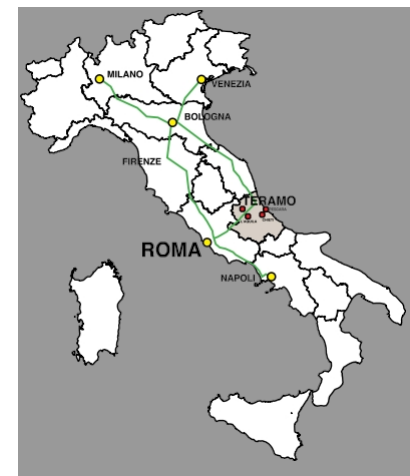 MILANO
VENEZIA
BOLOGNA
FIRENZE
TERAMO
ROMA
NAPOLI